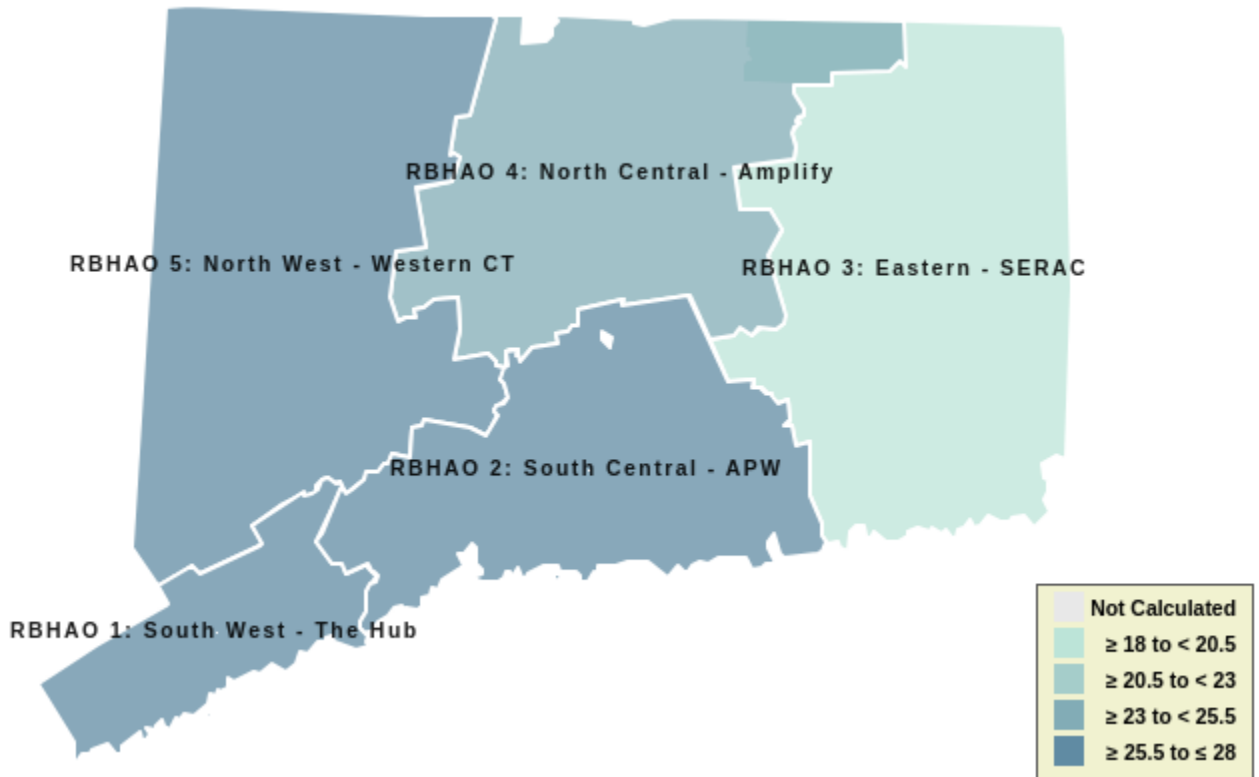 RBHAO 4: North Central - Amplify
RBHAO 5: North West - Western CT
RBHAO 3: Eastern - SERAC
RBHAO 2: South Central - APW
RBHAO 1: South West - The Hub
Not Calculated
≥ 18 to < 20.5
≥ 20.5 to < 23
≥ 23 to < 25.5
≥ 25.5 to ≤ 28